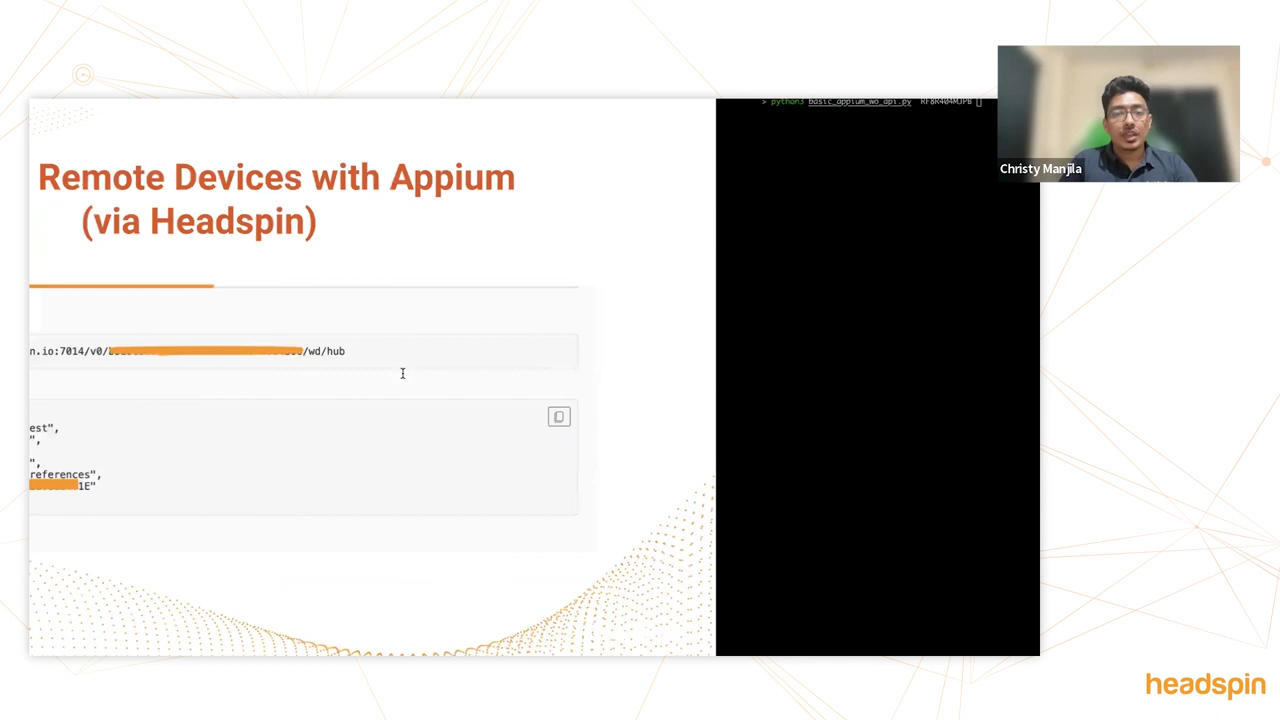 > python3 basic_appium_wo_api.py RF8R404MJPB
Christy Manjila
Remote Devices with Appium
(via Headspin)
n.io:7014/v0/ /wd/hub
est",
",
",
references",
1E"
headspin